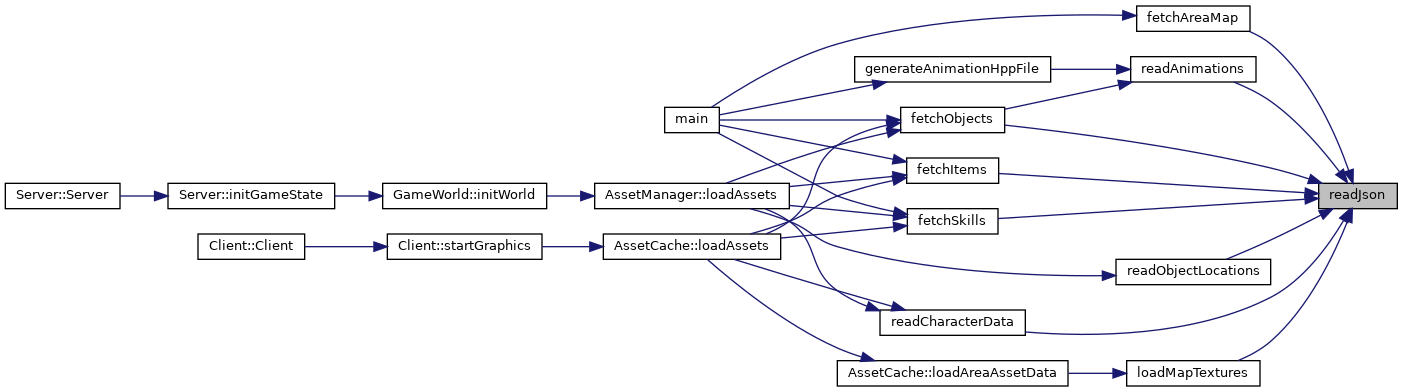 fetchAreaMap
generateAnimationHppFile
readAnimations
main
fetchObjects
fetchItems
Server::Server
Server::initGameState
GameWorld::initWorld
AssetManager::loadAssets
readJson
fetchSkills
Client::Client
Client::startGraphics
AssetCache::loadAssets
readObjectLocations
readCharacterData
AssetCache::loadAreaAssetData
loadMapTextures